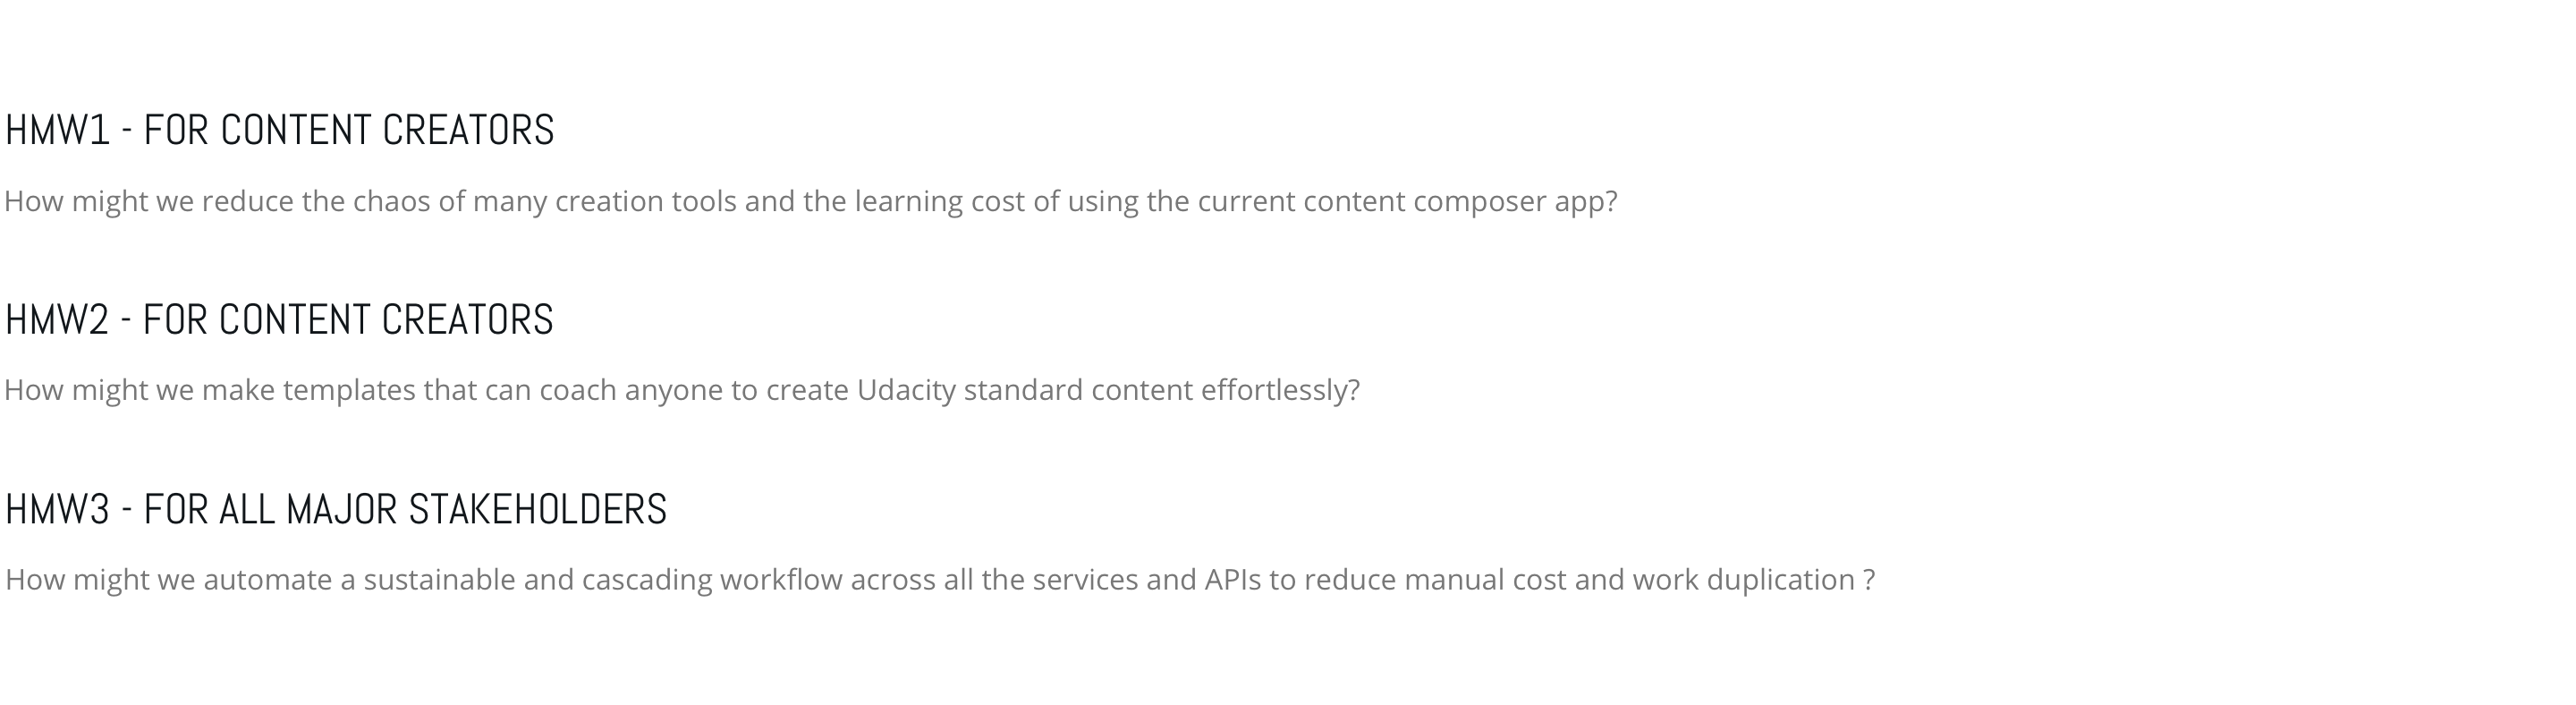 HMW1 - FOR CONTENT CREATORS
How might we reduce the chaos of many creation tools and the learning cost of using the current content composer app?
HMW2 - FOR CONTENT CREATORS
How might we make templates that can coach anyone to create Udacity standard content effortlessly?
HMW3 - FOR ALL MAJOR STAKEHOLDERS
How might we automate a sustainable and cascading workflow across all the services and APIs to reduce manual cost and work duplication ?